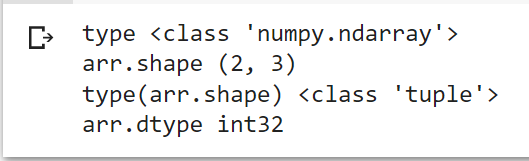 type <class 'numpy.ndarray'>
arr.shape (2, 3)
type(arr.shape) <class 'tuple'>
arr.dtype int32